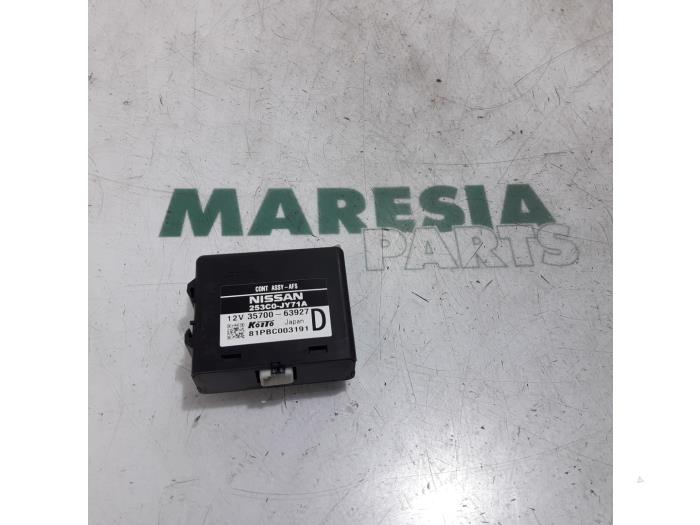 MARESIA
PARTS
CONT ASSY-AFS
NISSAN
253C0-JY71A
12V 35700-63927
KOITO Japan D
81PBC003191